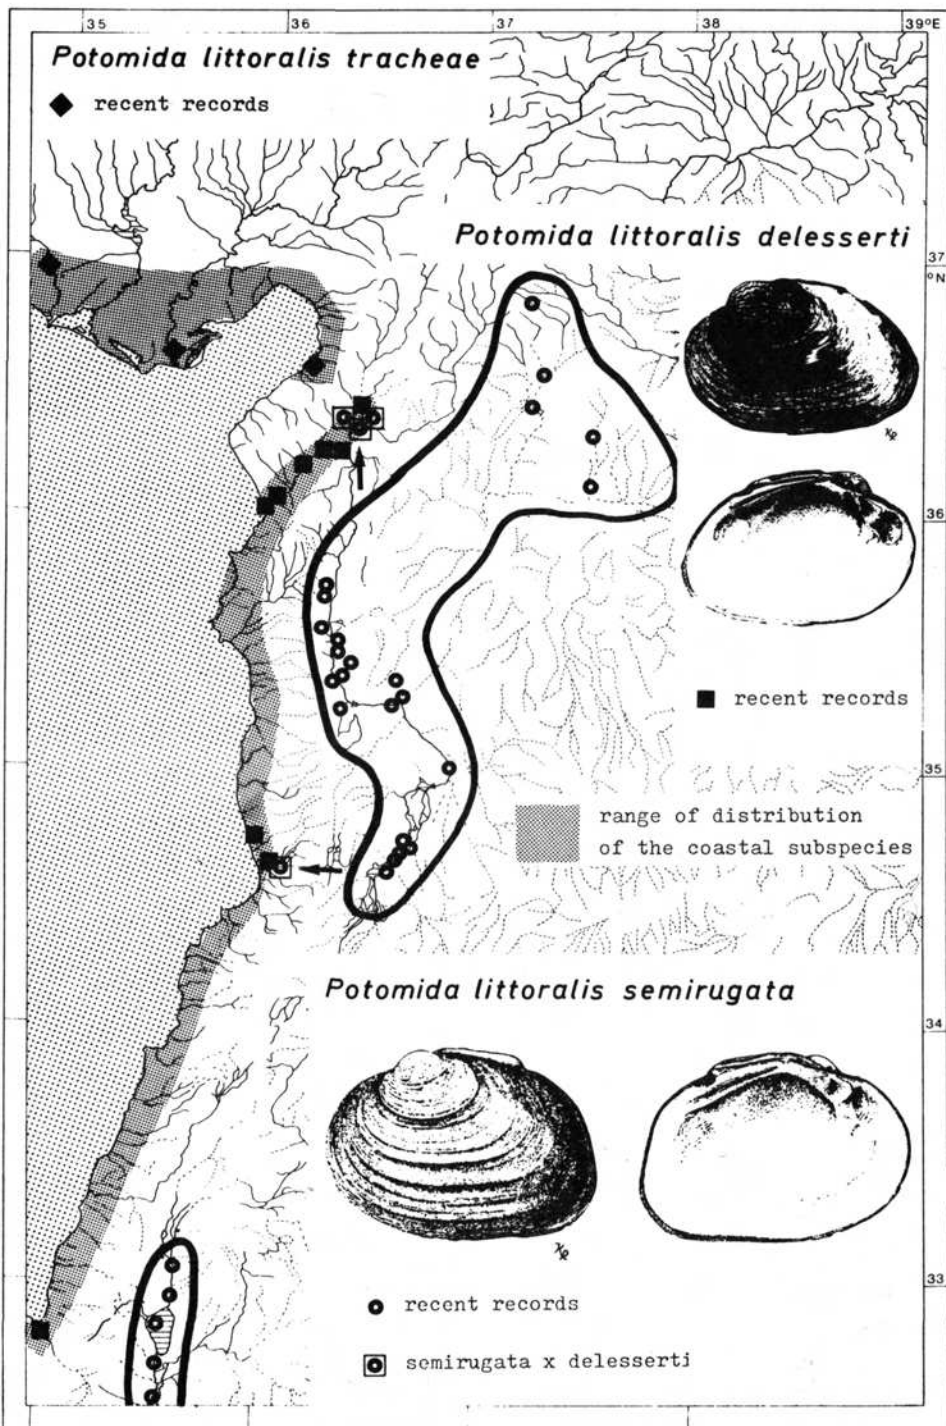 35 36 37 38 39°E
Potomida littoralis tracheae
recent records
Potomida littoralis delesserti
37
°N
36
recent records
35
range of distribution
of the coastal subspecies
Potomida littoralis semirugata
34
33
recent records
semirugata x delesserti